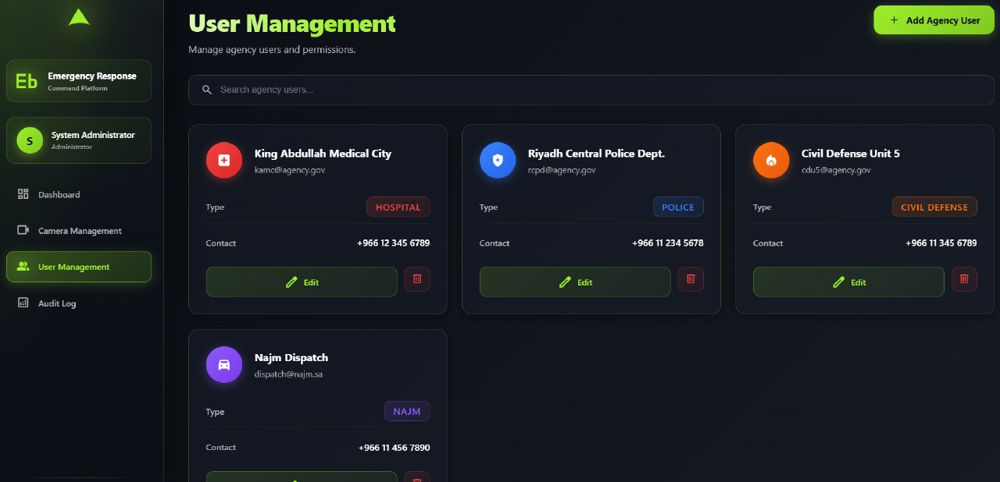 Eb
Emergency Response
Command Platform
S
System Administrator
Administrator
Dashboard
Camera Management
User Management
Audit Log
User Management
Manage agency users and permissions.
+ Add Agency User
Search agency users...
King Abdullah Medical City
kamc@agency.gov
Type HOSPITAL
Contact +966 12 345 6789
Edit
Riyadh Central Police Dept.
rcpd@agency.gov
Type POLICE
Contact +966 11 234 5678
Edit
Civil Defense Unit 5
cdu5@agency.gov
Type CIVIL DEFENSE
Contact +966 11 345 6789
Edit
Najm Dispatch
dispatch@najm.sa
Type NAJM
Contact +966 11 456 7890